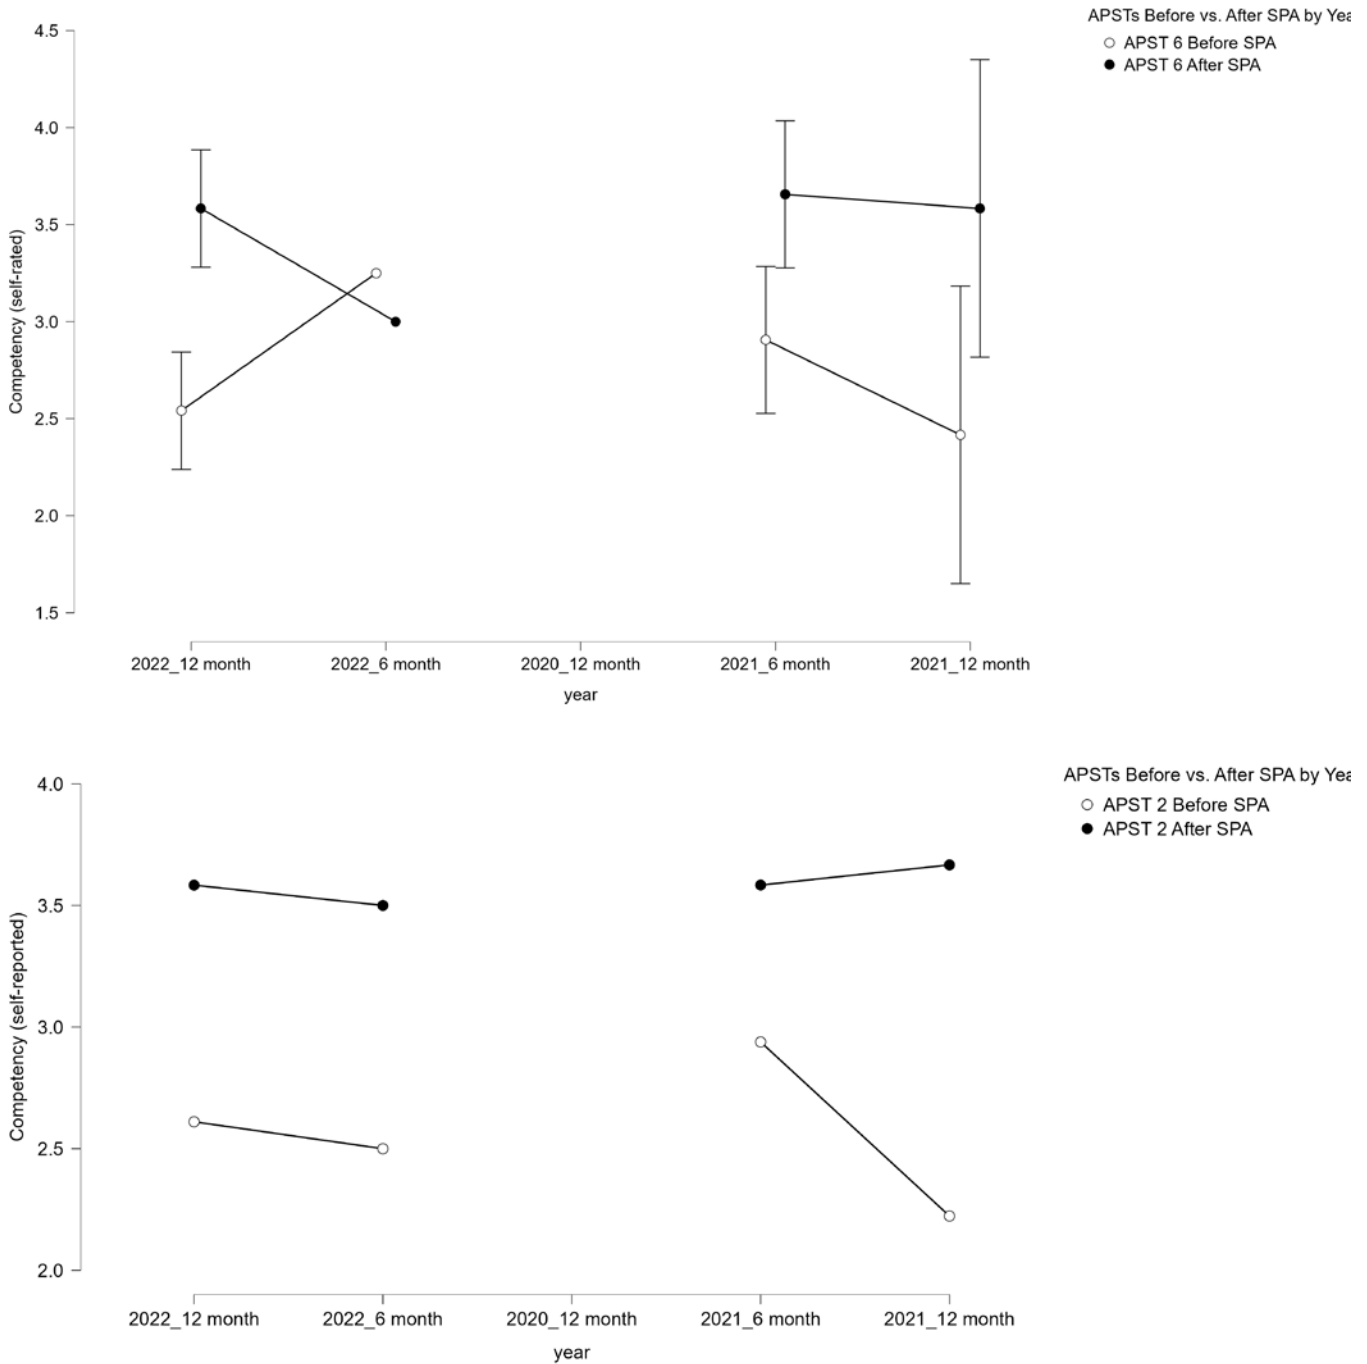 APSTs Before vs. After SPA by Yea
APST 6 Before SPA
APST 6 After SPA
4.5
4.0
3.5
3.0
2.5
2.0
1.5
Competency (self-rated)
2022_12 month 2022_6 month 2020_12 month 2021_6 month 2021_12 month
year
APSTs Before vs. After SPA by Yea
APST 2 Before SPA
APST 2 After SPA
4.0
3.5
3.0
2.5
2.0
Competency (self-reported)
2022_12 month 2022_6 month 2020_12 month 2021_6 month 2021_12 month
year